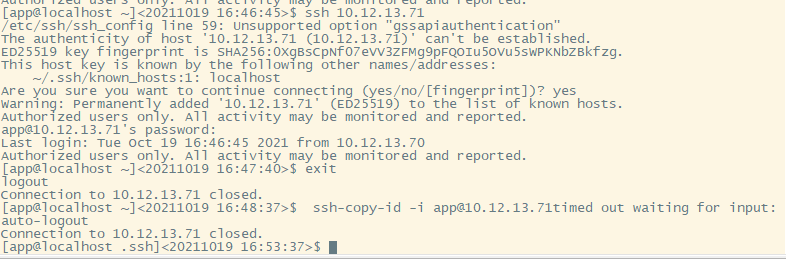 Authorized users only. All activity may be monitored and reported.
[app@localhost ~]<20211019 16:46:45>$ ssh 10.12.13.71
/etc/ssh/ssh_config line 59: Unsupported option "gssapiauthentication"
The authenticity of host '10.12.13.71 (10.12.13.71)' can't be established.
ED25519 key fingerprint is SHA256:OXgBsCpNf07eVV3ZFMg9pFQOIu5OVu5sWPKNbZBkfzg.
This host key is known by the following other names/addresses:
    ~/.ssh/known_hosts:1: localhost
Are you sure you want to continue connecting (yes/no/[fingerprint])? yes
Warning: Permanently added '10.12.13.71' (ED25519) to the list of known hosts.
Authorized users only. All activity may be monitored and reported.
app@10.12.13.71's password:
Last login: Tue Oct 19 16:46:45 2021 from 10.12.13.70
Authorized users only. All activity may be monitored and reported.
[app@localhost ~]<20211019 16:47:40>$ exit
logout
Connection to 10.12.13.71 closed.
[app@localhost ~]<20211019 16:48:37>$  ssh-copy-id -i app@10.12.13.71timed out waiting for input:
auto-logout
Connection to 10.12.13.71 closed.
[app@localhost .ssh]<20211019 16:53:37>$